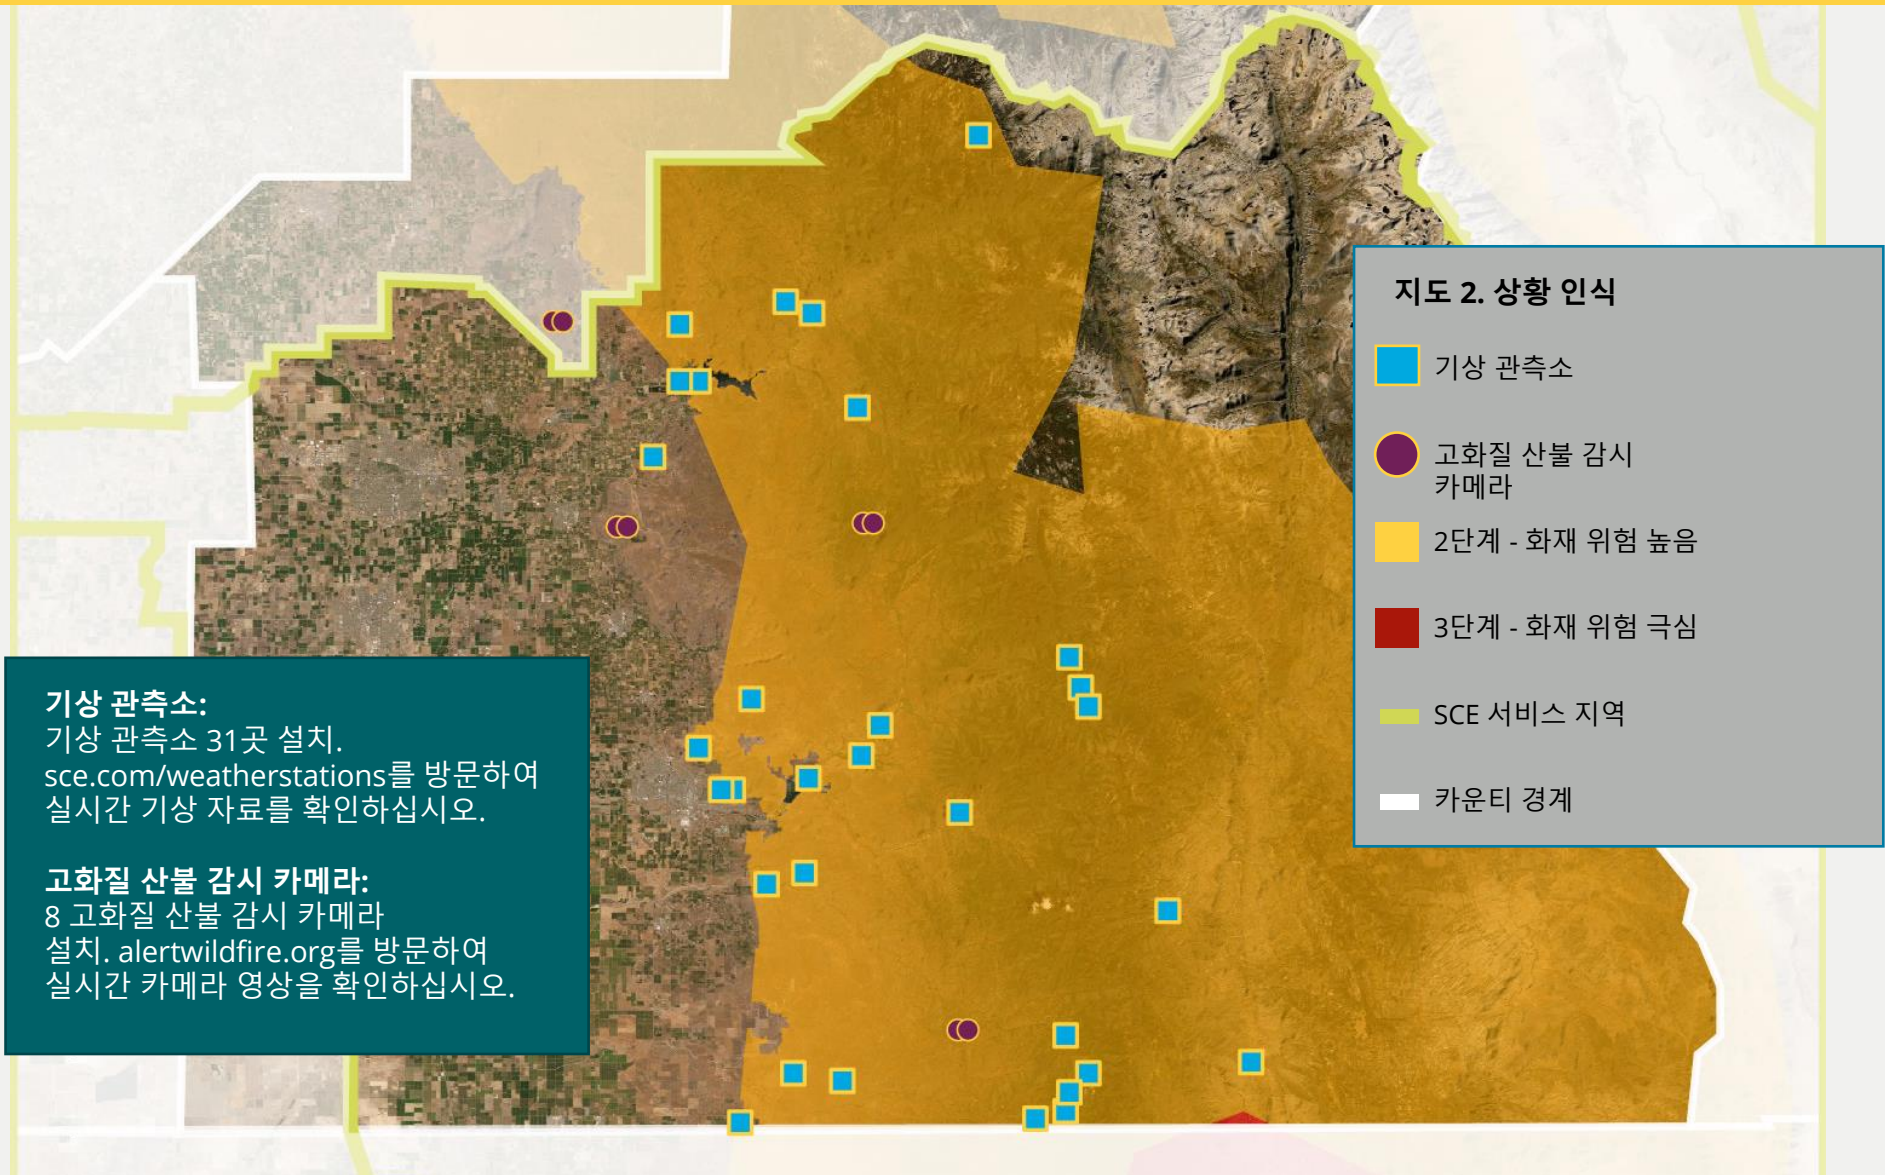 지도 2. 상황 인식
기상 관측소
고화질 산불 감시
카메라
2단계 - 화재 위험 높음
3단계 - 화재 위험 극심
SCE 서비스 지역
카운티 경계
기상 관측소:
기상 관측소 31곳 설치.
sce.com/weatherstations를 방문하여
실시간 기상 자료를 확인하십시오.
고화질 산불 감시 카메라:
8 고화질 산불 감시 카메라
설치. alertwildfire.org를 방문하여
실시간 카메라 영상을 확인하십시오.